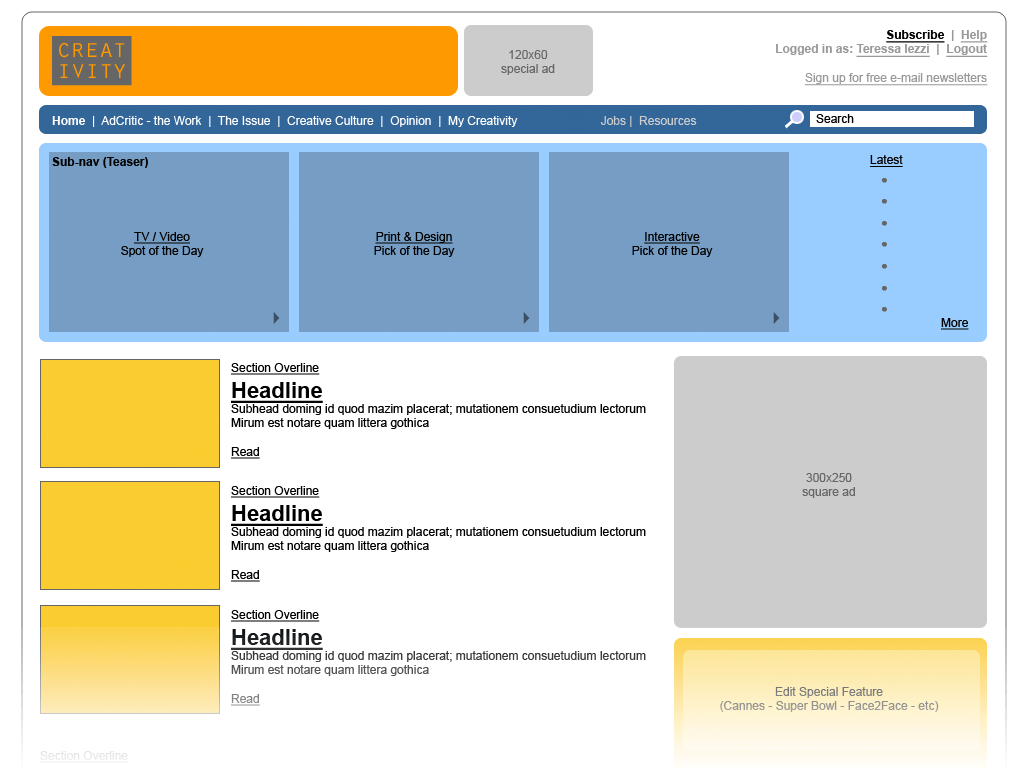 CREAT
IVITY
120x60
special ad
Subscribe | Help
Logged in as: Teressa Iezzi | Logout
Sign up for free e-mail newsletters
Home | AdCritic - the Work | The Issue | Creative Culture | Opinion | My Creativity
Jobs | Resources
Search
Sub-nav (Teaser)
TV / Video
Spot of the Day
Print & Design
Pick of the Day
Interactive
Pick of the Day
Latest
More
Section Overline
Headline
Subhead doming id quod mazim placerat; mutationem consuetudium lectorum
Mirum est notare quam littera gothica
Read
Section Overline
Headline
Subhead doming id quod mazim placerat; mutationem consuetudium lectorum
Mirum est notare quam littera gothica
Read
Section Overline
Headline
Subhead doming id quod mazim placerat; mutationem consuetudium lectorum
Mirum est notare quam littera gothica
Read
Section Overline
300x250
square ad
Edit Special Feature
(Cannes - Super Bowl - Face2Face - etc)